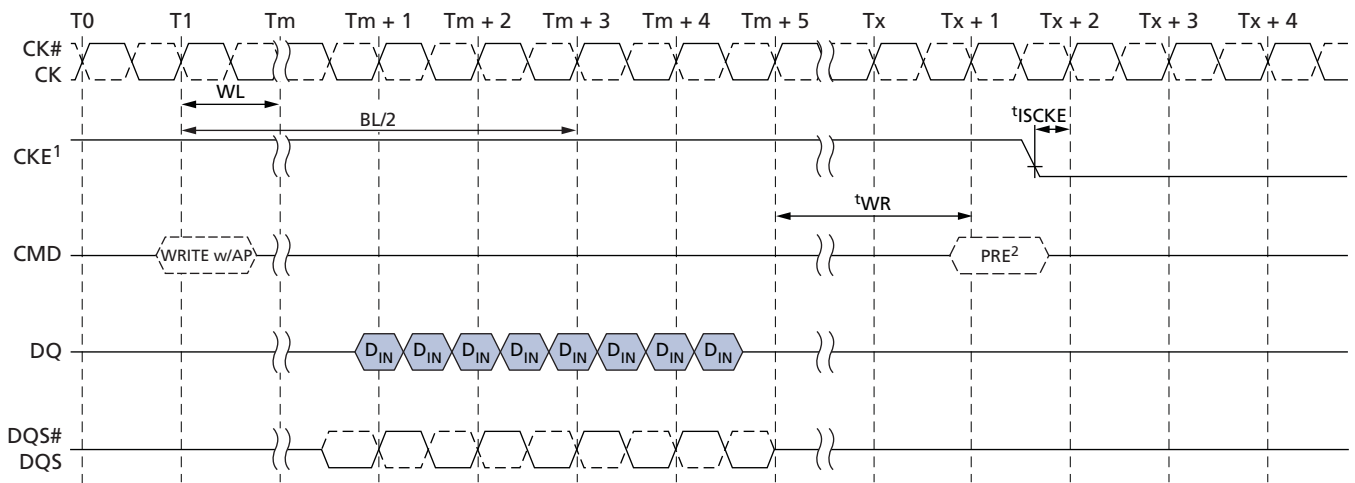 T0 T1 Tm Tm + 1 Tm + 2 Tm + 3 Tm + 4 Tm + 5 Tx Tx + 1 Tx + 2 Tx + 3 Tx + 4
CK#
CK
WL
BL/2
tISCKE
CKE1
tWR
CMD WRITE w/AP PRE2
DQ DIN DIN DIN DIN DIN DIN DIN DIN
DQS#
DQS